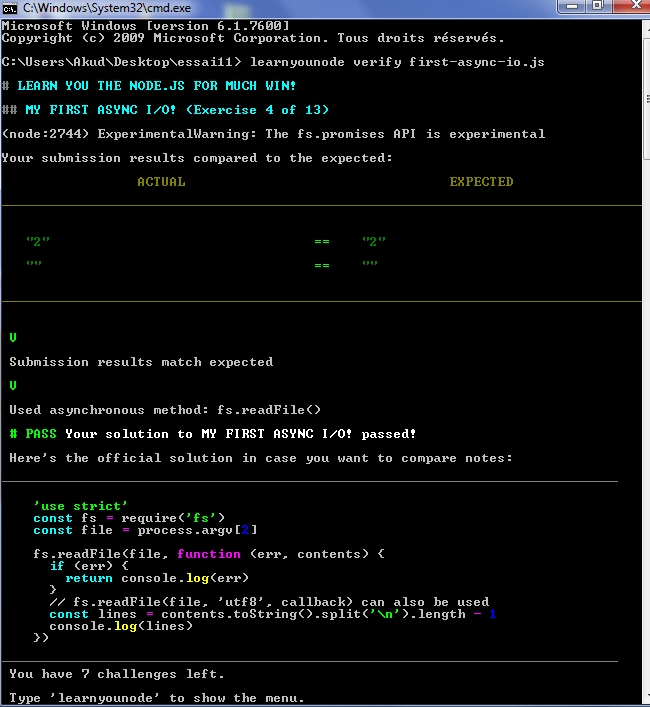 C:\Windows\System32\cmd.exe
Microsoft Windows [version 6.1.7600]
Copyright (c) 2009 Microsoft Corporation. Tous droits réservés.
C:\Users\Akud\Desktop\essai11> learnyounode verify first-async-io.js
# LEARN YOU THE NODE.JS FOR MUCH WIN!
## MY FIRST ASYNC I/O! (Exercise 4 of 13)
(node:2744) ExperimentalWarning: The fs.promises API is experimental
Your submission results compared to the expected:
ACTUAL EXPECTED
"2" == "2"
"" == ""
V
Submission results match expected
V
Used asynchronous method: fs.readFile()
# PASS Your solution to MY FIRST ASYNC I/O! passed!
Here's the official solution in case you want to compare notes:
'use strict'
const fs = require('fs')
const file = process.argv[2]
fs.readFile(file, function (err, contents) {
if (err) {
return console.log(err)
}
// fs.readFile(file, 'utf8', callback) can also be used
const lines = contents.toString().split('\n').length - 1
console.log(lines)
})
You have 7 challenges left.
Type 'learnyounode' to show the menu.